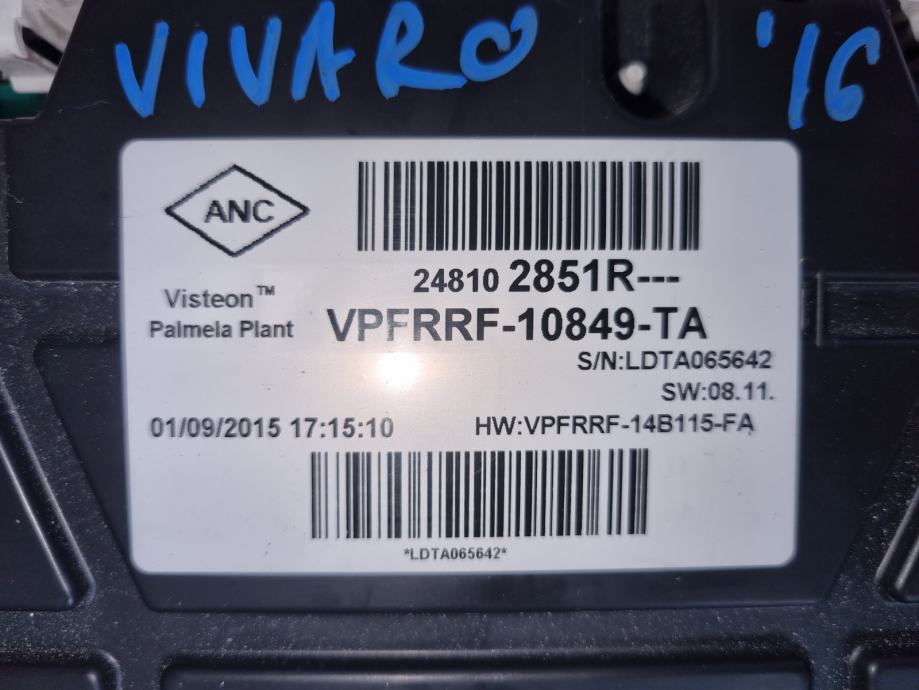 VIVARO '16
ANC
24810 2851R---
Visteon™
Palmela Plant
VPFRRF-10849-TA
S/N:LDTA065642
SW:08.11.
01/09/2015 17:15:10
HW:VPFRRF-14B115-FA
*LDTA065642*